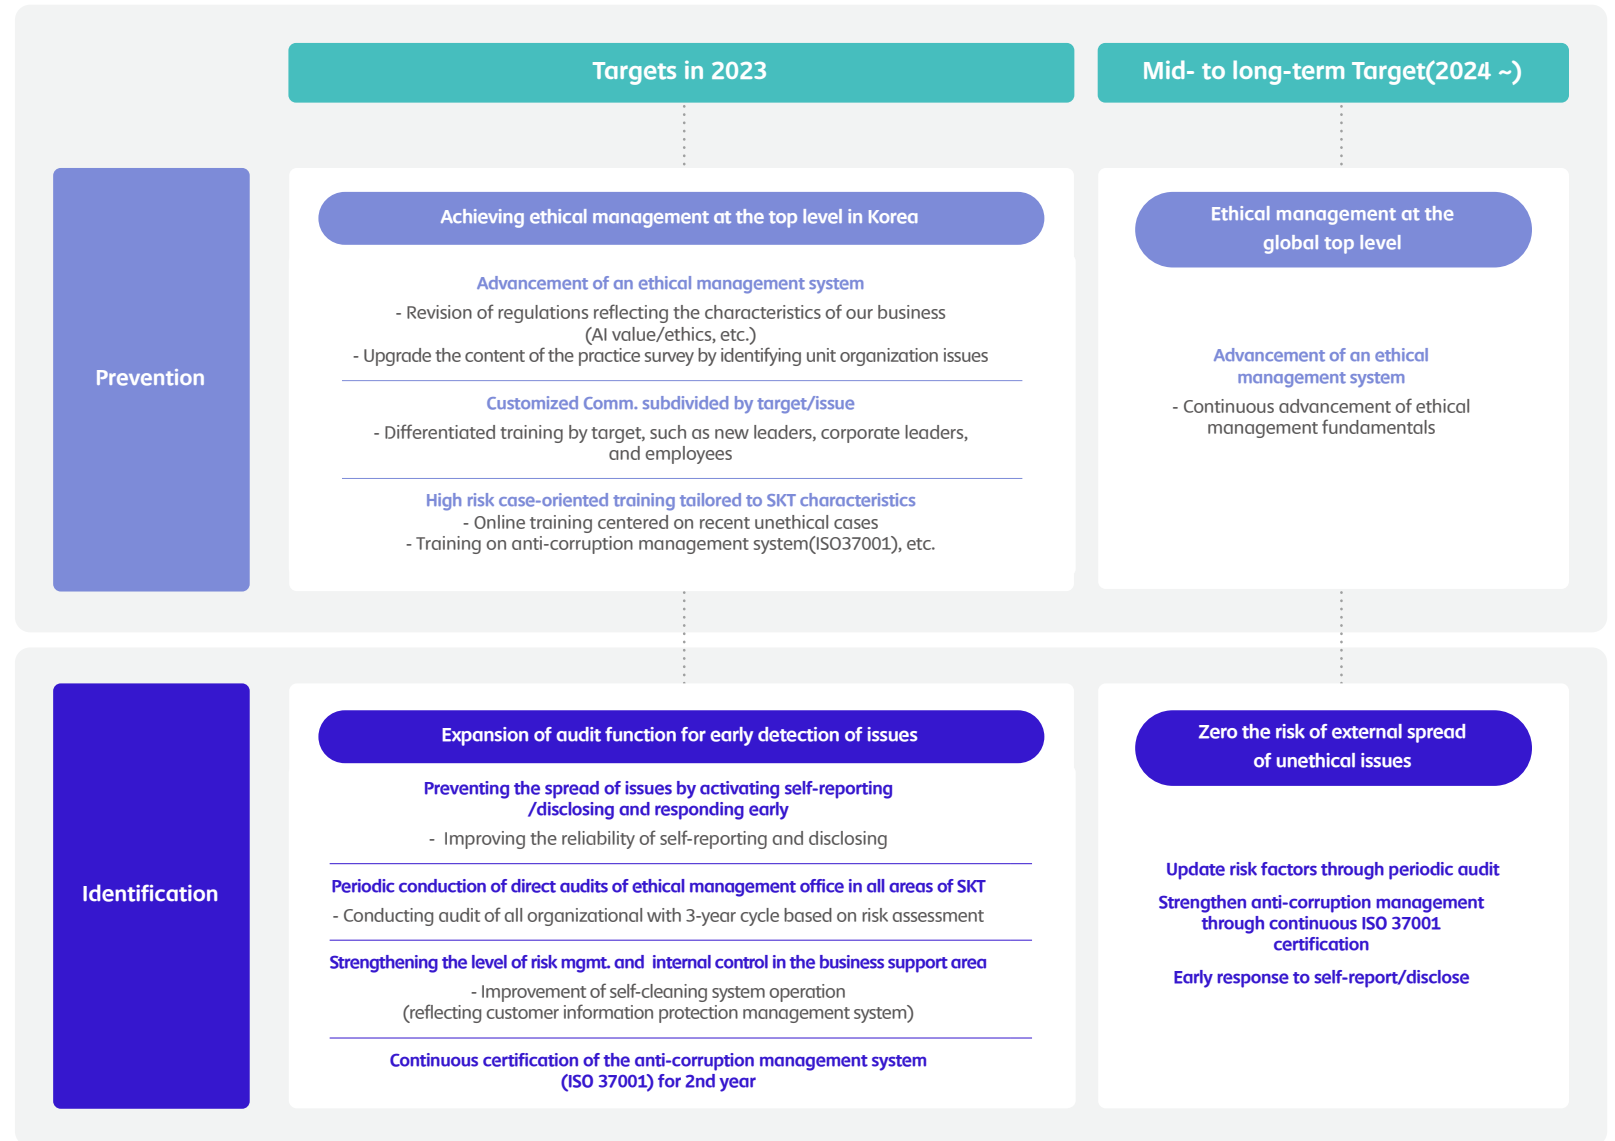 Targets in 2023
Mid- to long-term Target(2024 ~)
Prevention
Achieving ethical management at the top level in Korea
Advancement of an ethical management system
- Revision of regulations reflecting the characteristics of our business
(AI value/ethics, etc.)
- Upgrade the content of the practice survey by identifying unit organization issues
Customized Comm. subdivided by target/issue
- Differentiated training by target, such as new leaders, corporate leaders,
and employees
High risk case-oriented training tailored to SKT characteristics
- Online training centered on recent unethical cases
- Training on anti-corruption management system(ISO37001), etc.
Ethical management at the
global top level
Advancement of an ethical
management system
- Continuous advancement of ethical
management fundamentals
Identification
Expansion of audit function for early detection of issues
Preventing the spread of issues by activating self-reporting
/disclosing and responding early
- Improving the reliability of self-reporting and disclosing
Periodic conduction of direct audits of ethical management office in all areas of SKT
- Conducting audit of all organizational with 3-year cycle based on risk assessment
Strengthening the level of risk mgmt. and internal control in the business support area
- Improvement of self-cleaning system operation
(reflecting customer information protection management system)
Continuous certification of the anti-corruption management system
(ISO 37001) for 2nd year
Zero the risk of external spread
of unethical issues
Update risk factors through periodic audit
Strengthen anti-corruption management
through continuous ISO 37001
certification
Early response to self-report/disclose